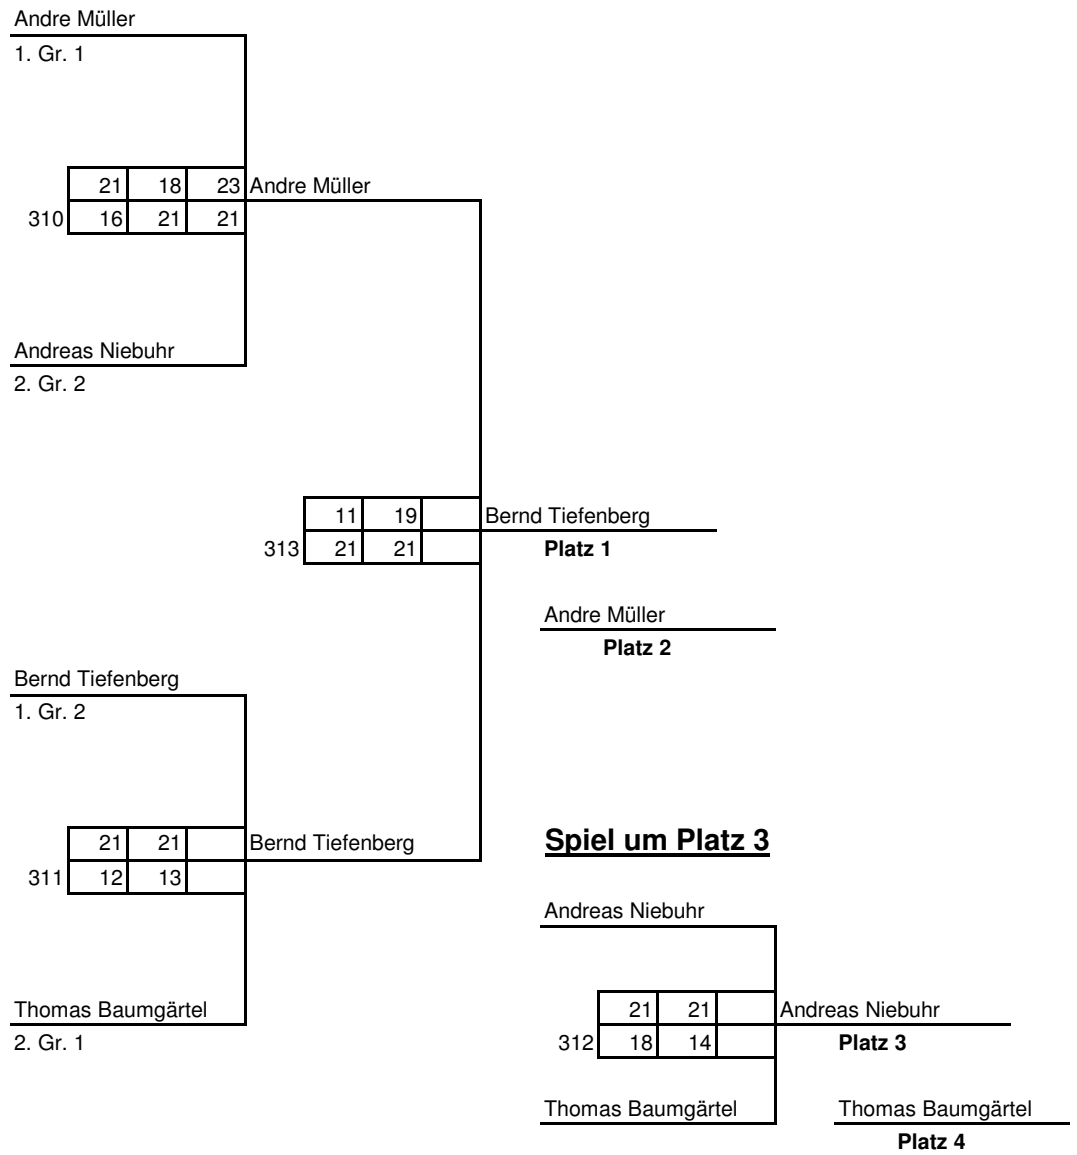 Andre Müller
1. Gr. 1
21 18 23 Andre Müller
310 16 21 21
Andreas Niebuhr
2. Gr. 2
11 19 Bernd Tiefenberg
313 21 21 Platz 1
Andre Müller
Platz 2
Bernd Tiefenberg
1. Gr. 2
21 21 Bernd Tiefenberg
311 12 13
Thomas Baumgärtel
2. Gr. 1
Spiel um Platz 3
Andreas Niebuhr
21 21 Andreas Niebuhr
312 18 14 Platz 3
Thomas Baumgärtel
Thomas Baumgärtel
Platz 4